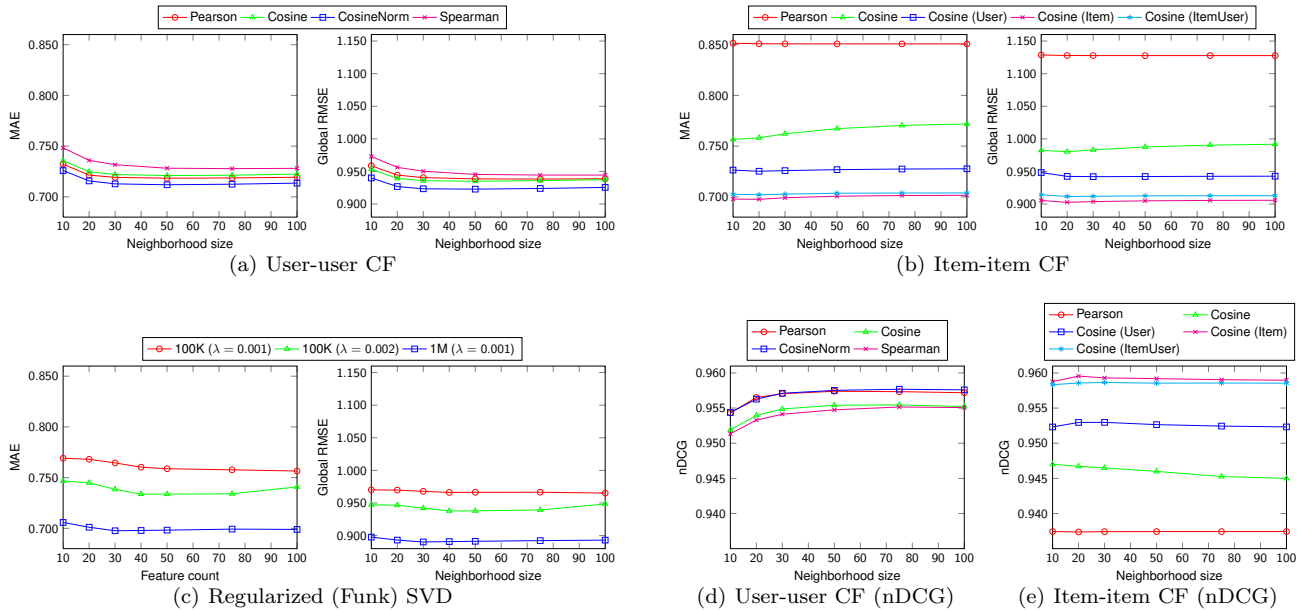 Pearson Cosine CosineNorm Spearman
0.850
0.800
0.750
0.700
MAE
10 20 30 40 50 60 70 80 90 100
Neighborhood size
1.150
1.100
1.050
1.000
0.950
0.900
Global RMSE
10 20 30 40 50 60 70 80 90 100
Neighborhood size
(a) User-user CF
Pearson Cosine Cosine (User) Cosine (Item) Cosine (ItemUser)
0.850
0.800
0.750
0.700
MAE
10 20 30 40 50 60 70 80 90 100
Neighborhood size
1.150
1.100
1.050
1.000
0.950
0.900
Global RMSE
10 20 30 40 50 60 70 80 90 100
Neighborhood size
(b) Item-item CF
100K (λ = 0.001) 100K (λ = 0.002) 1M (λ = 0.001)
0.850
0.800
0.750
0.700
MAE
10 20 30 40 50 60 70 80 90 100
Feature count
1.150
1.100
1.050
1.000
0.950
0.900
Global RMSE
10 20 30 40 50 60 70 80 90 100
Neighborhood size
(c) Regularized (Funk) SVD
Pearson Cosine
CosineNorm Spearman
0.960
0.955
0.950
0.945
0.940
nDCG
10 20 30 40 50 60 70 80 90 100
Neighborhood size
(d) User-user CF (nDCG)
Pearson Cosine
Cosine (User) Cosine (Item)
Cosine (ItemUser)
0.960
0.955
0.950
0.945
0.940
nDCG
10 20 30 40 50 60 70 80 90 100
Neighborhood size
(e) Item-item CF (nDCG)